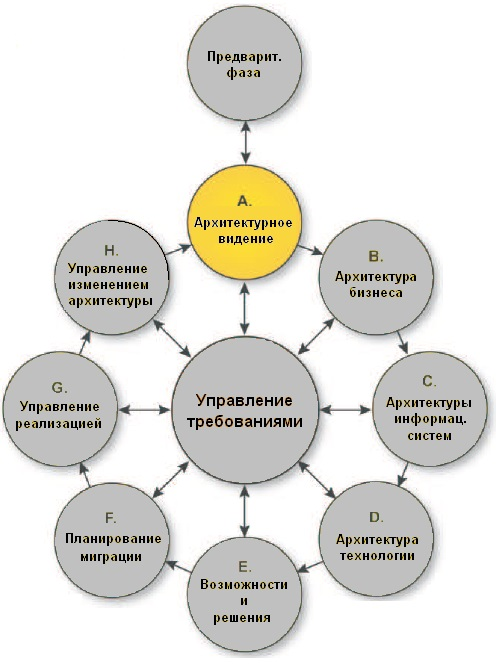 Предварит.
фаза
A.
Архитектурное
видение
B.
Архитектура
бизнеса
C.
Архитектуры
информац.
систем
D.
Архитектура
технологии
E.
Возможности
и
решения
F.
Планирование
миграции
G.
Управление
реализацией
H.
Управление
изменением
архитектуры
Управление
требованиями